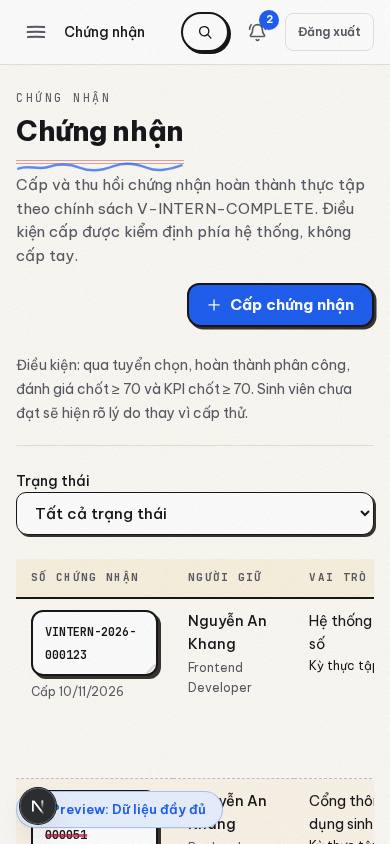 Chứng nhận
2
Đăng xuất
CHỨNG NHẬN
Chứng nhận
Cấp và thu hồi chứng nhận hoàn thành thực tập
theo chính sách V-INTERN-COMPLETE. Điều
kiện cấp được kiểm định phía hệ thống, không
cấp tay.
Cấp chứng nhận
Điều kiện: qua tuyển chọn, hoàn thành phân công,
đánh giá chốt ≥ 70 và KPI chốt ≥ 70. Sinh viên chưa
đạt sẽ hiện rõ lý do thay vì cấp thử.
Trạng thái
Tất cả trạng thái
SỐ CHỨNG NHẬN NGƯỜI GIỮ VAI TRÒ
VINTERN-2026-
000123
Cấp 10/11/2026
Nguyễn An
Khang
Frontend
Developer
Hệ thống
số
Kỳ thực tập
N
Preview: Dữ liệu đầy đủ
000051
Cổng
dụng sinh